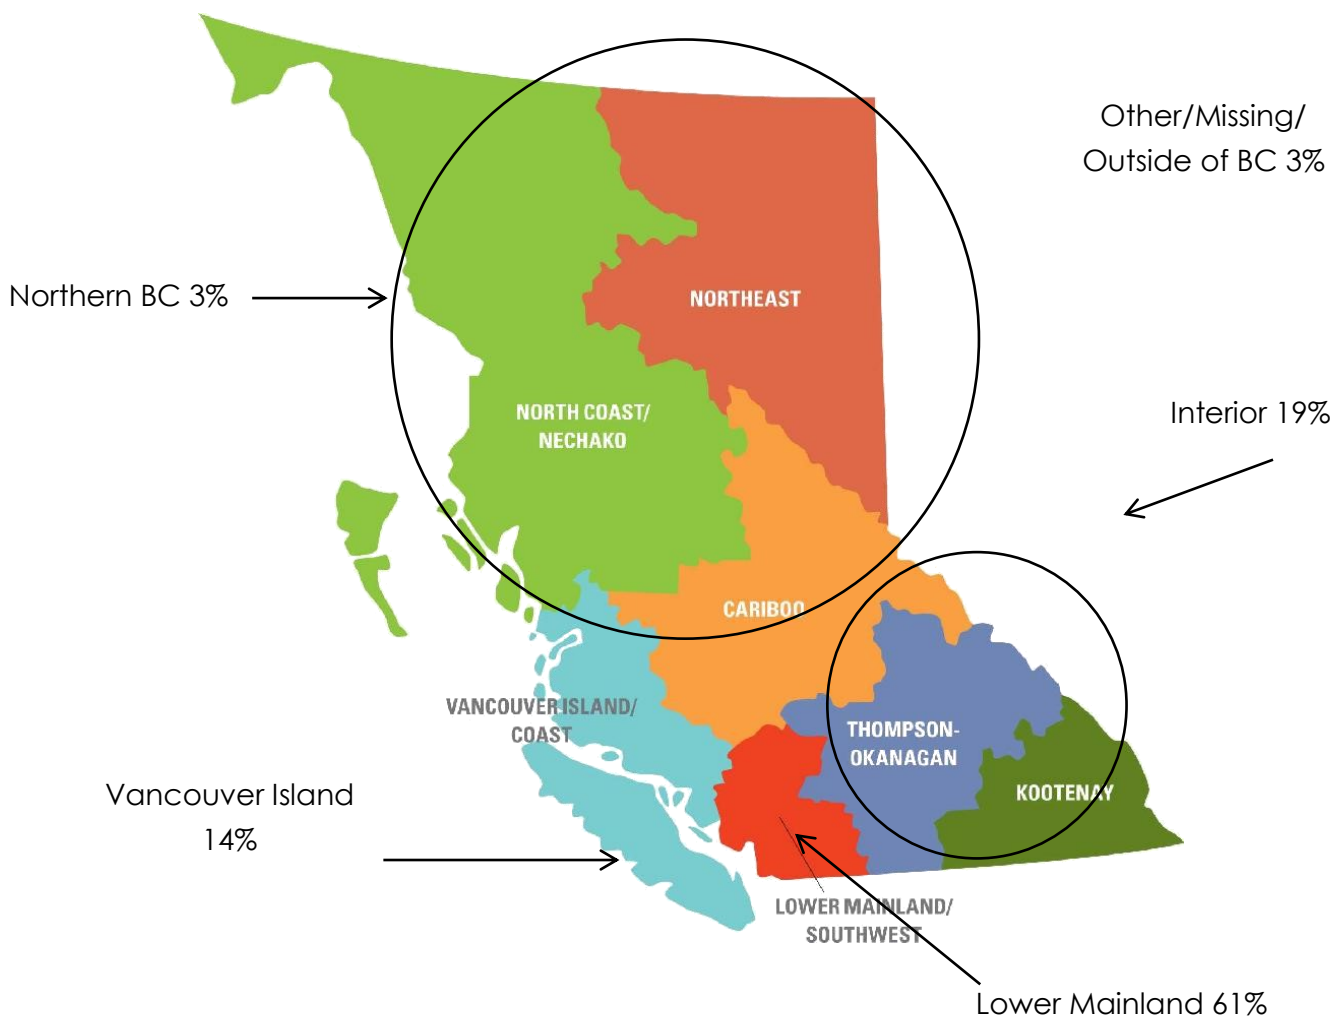 Other/Missing/
Outside of BC 3%
Northern BC 3%
NORTHEAST
Interior 19%
NORTH COAST/
NECHAKO
CARIBOO
VANCOUVER ISLAND/
COAST
THOMPSON-
OKANAGAN
KOOTENAY
Vancouver Island
14%
LOWER MAINLAND/
SOUTHWEST
Lower Mainland 61%